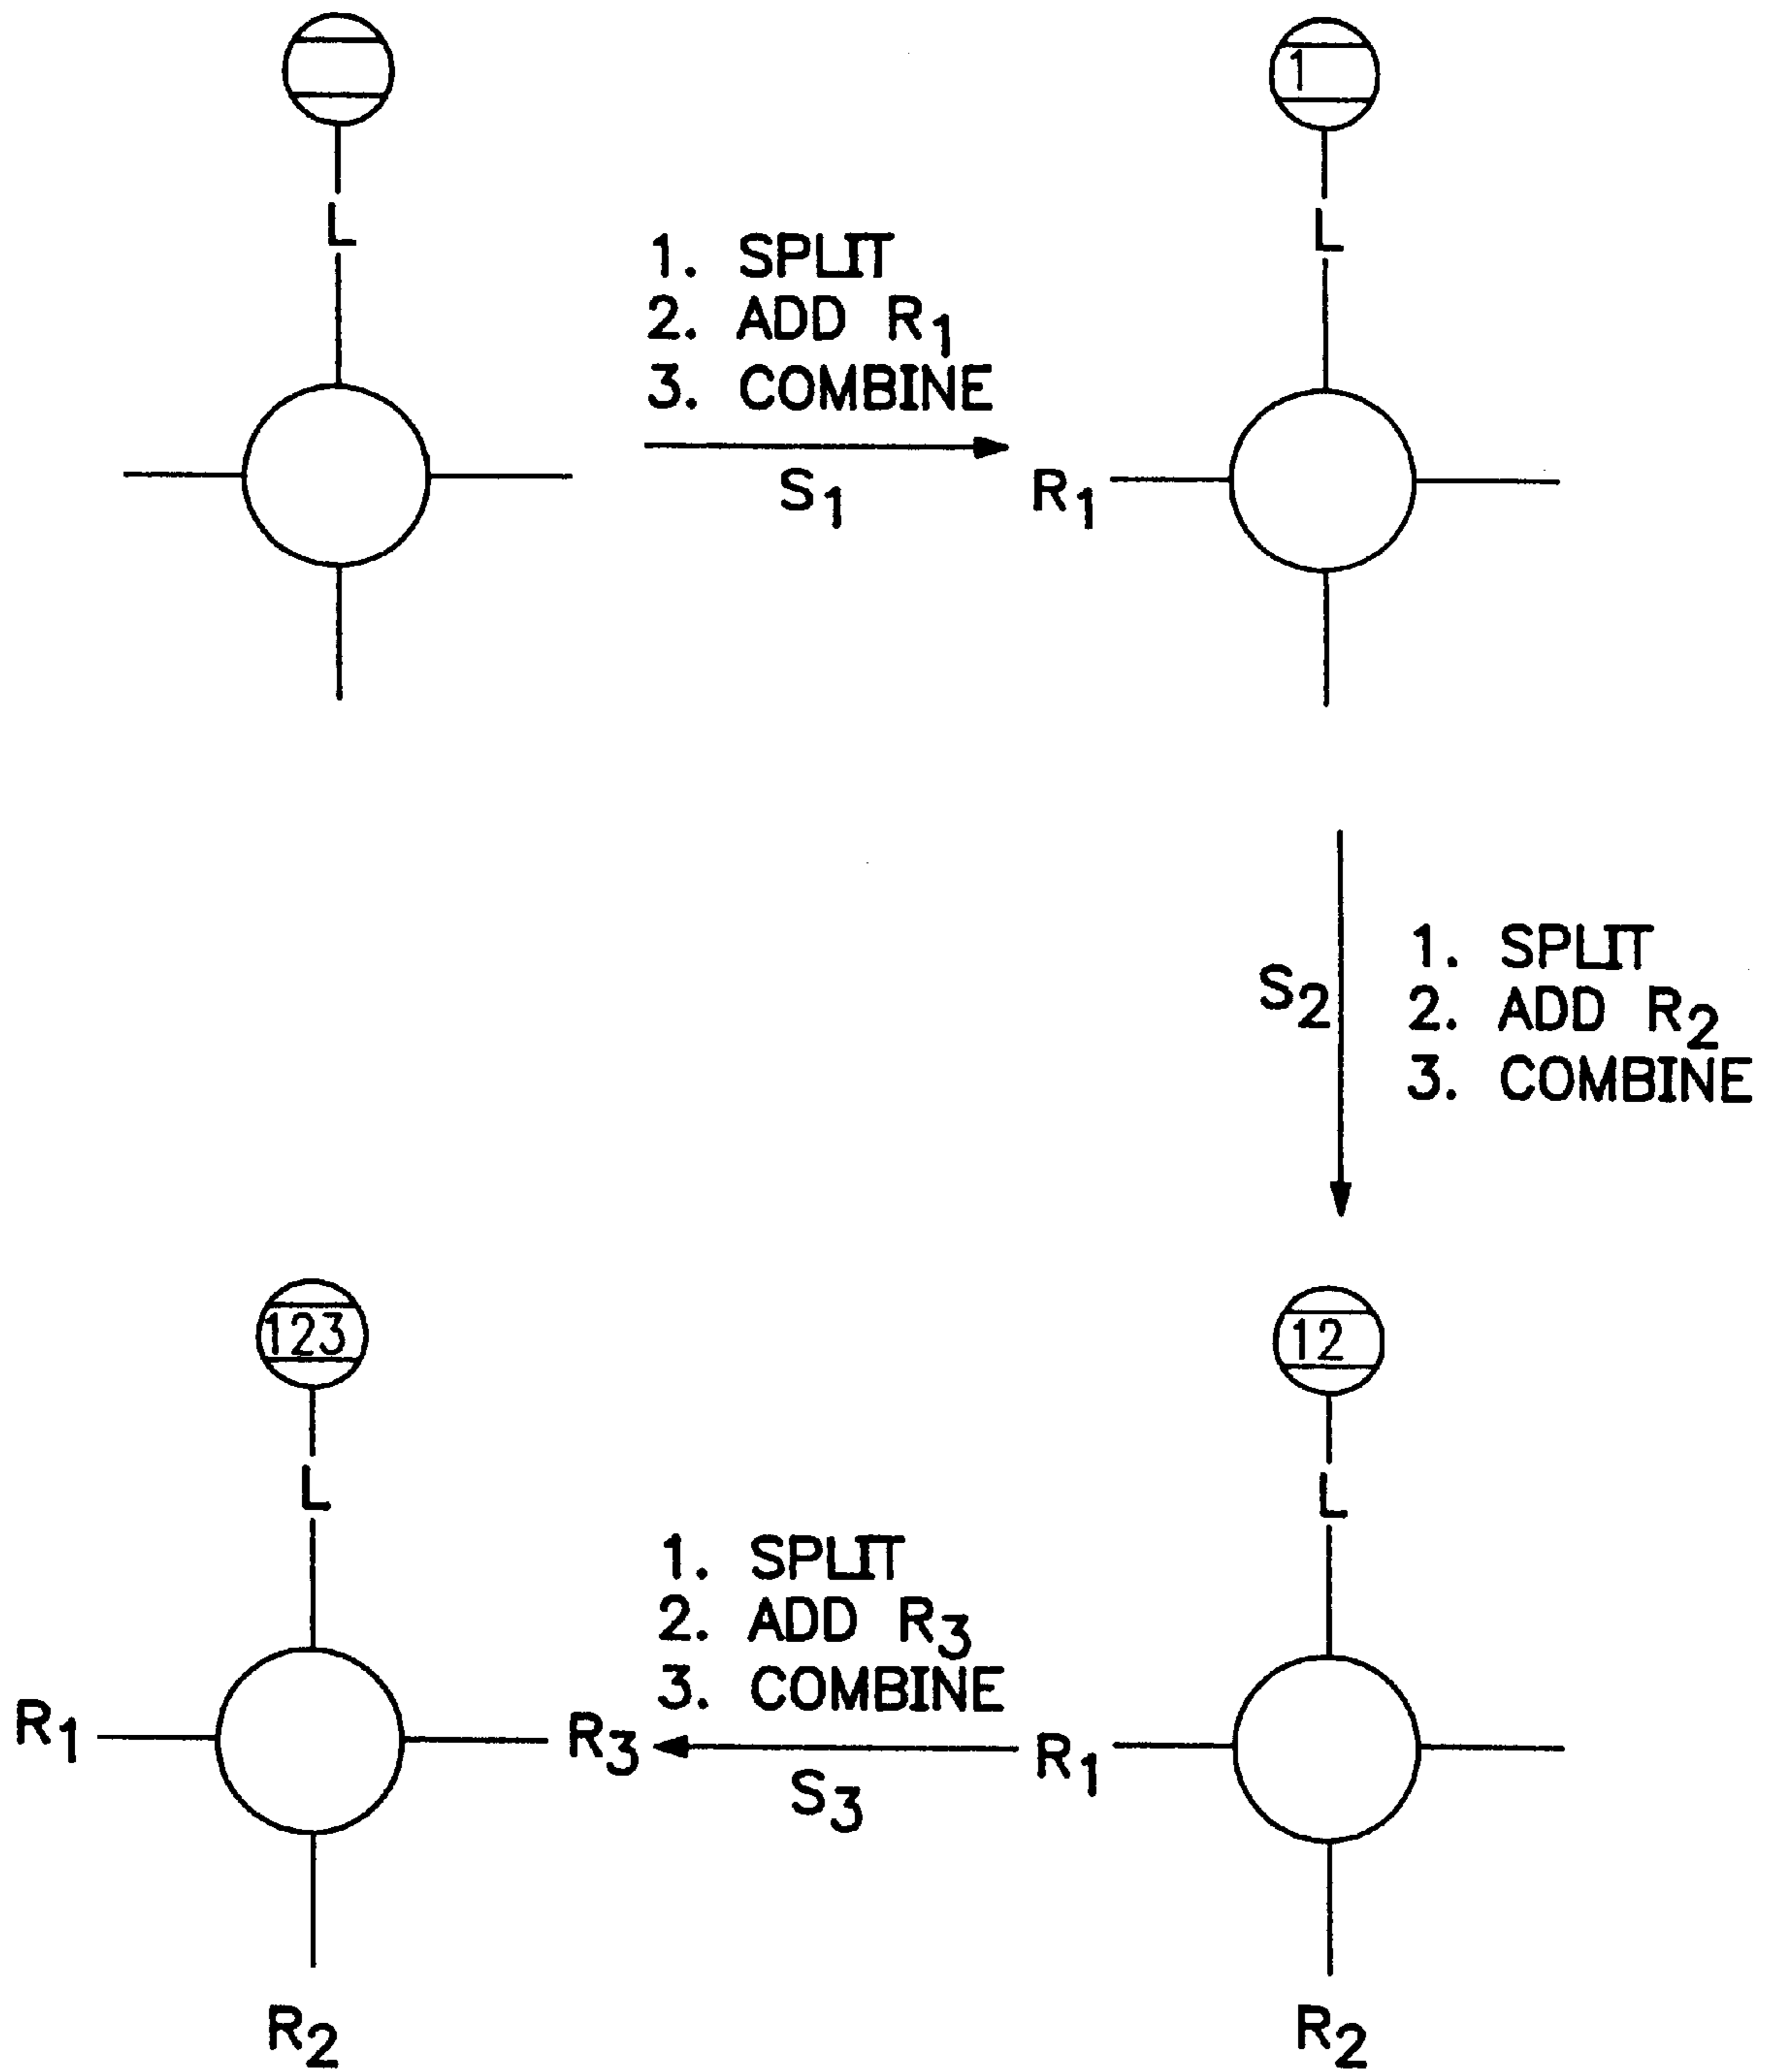 1
L
L
1. SPLIT
2. ADD R₁
3. COMBINE
S₁
R₁
S₂
1. SPLIT
2. ADD R₂
3. COMBINE
123
12
L
L
1. SPLIT
2. ADD R₃
3. COMBINE
R₁
R₃
S₃
R₁
R₂
R₂